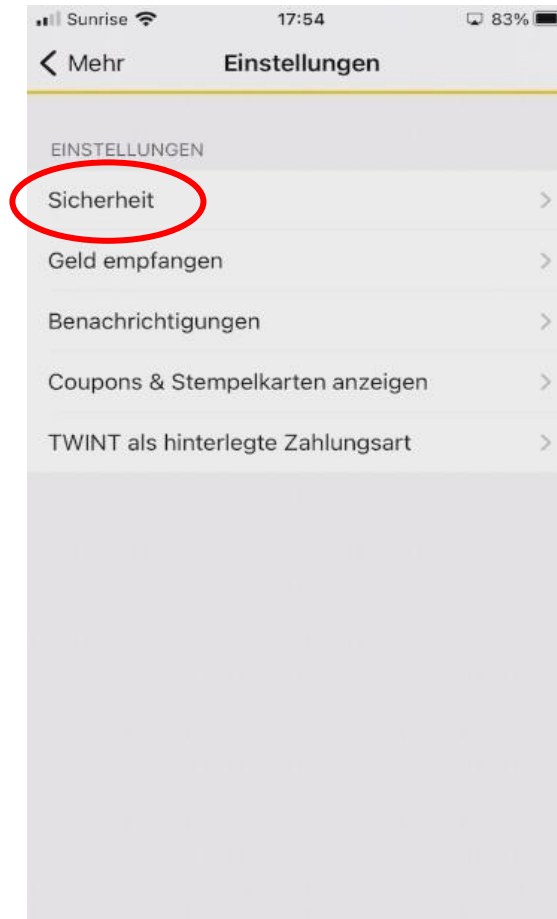 Sunrise 17:54 83%
Mehr Einstellungen
EINSTELLUNGEN
Sicherheit
Geld empfangen
Benachrichtigungen
Coupons & Stempelkarten anzeigen
TWINT als hinterlegte Zahlungsart